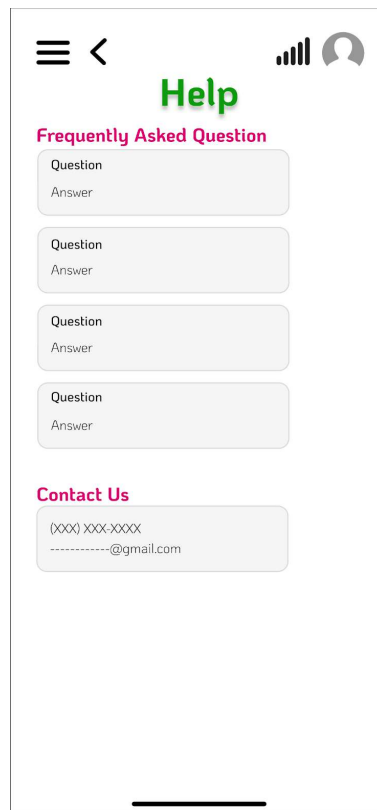 Help
Frequently Asked Question
Question
Answer
Question
Answer
Question
Answer
Question
Answer
Contact Us
(XXX) XXX-XXXX
------------@gmail.com